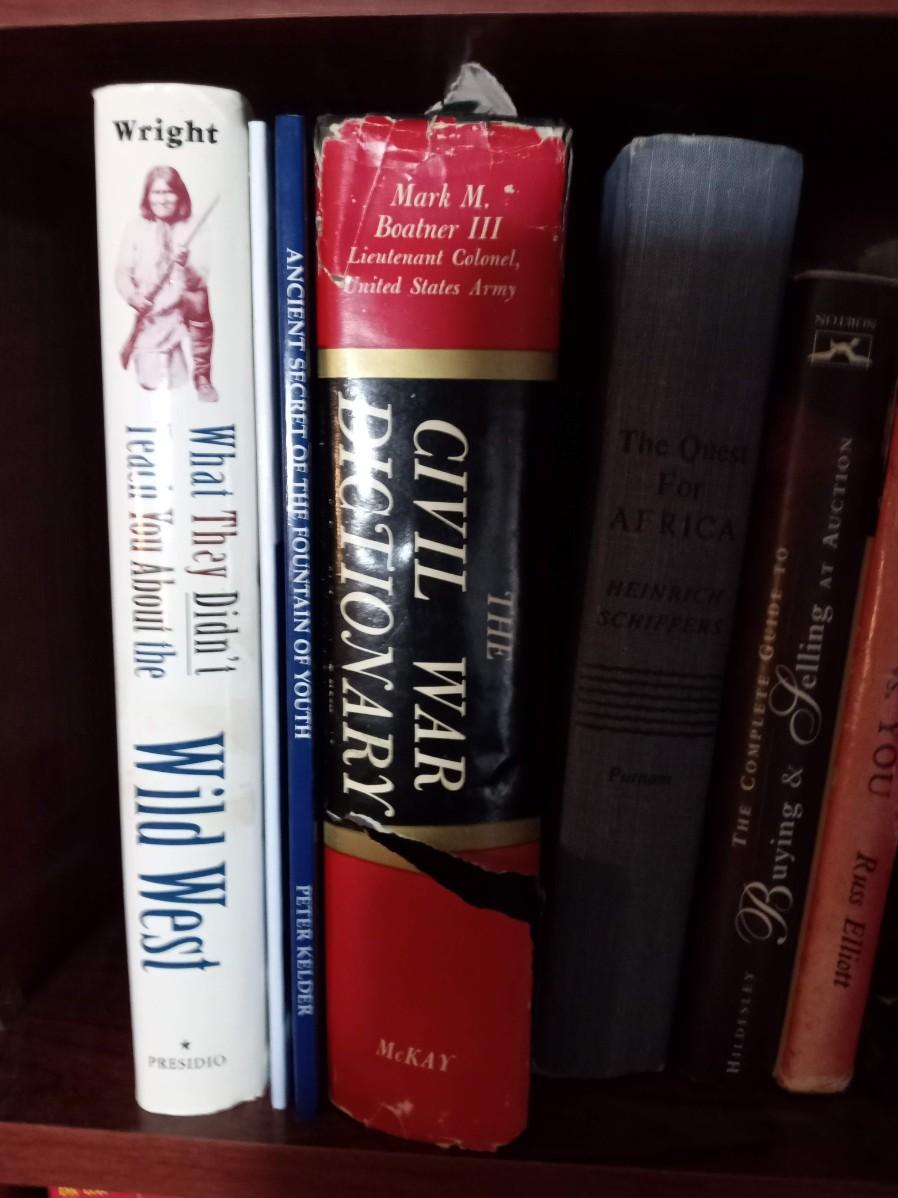 Wright
What They Didn't
Teach You About the
Wild West
PRESIDIO
ANCIENT SECRET OF THE FOUNTAIN OF YOUTH
PETER KELDER
Mark M.
Boatner III
Lieutenant Colonel,
United States Army
THE
CIVIL WAR
DICTIONARY
McKAY
The Quest
For
AFRICA
HEINRICH
SCHIFFERS
Putnam
NORTON
THE COMPLETE GUIDE TO
Buying & Selling AT AUCTION
HILDESLEY
YOU
Russ Elliott